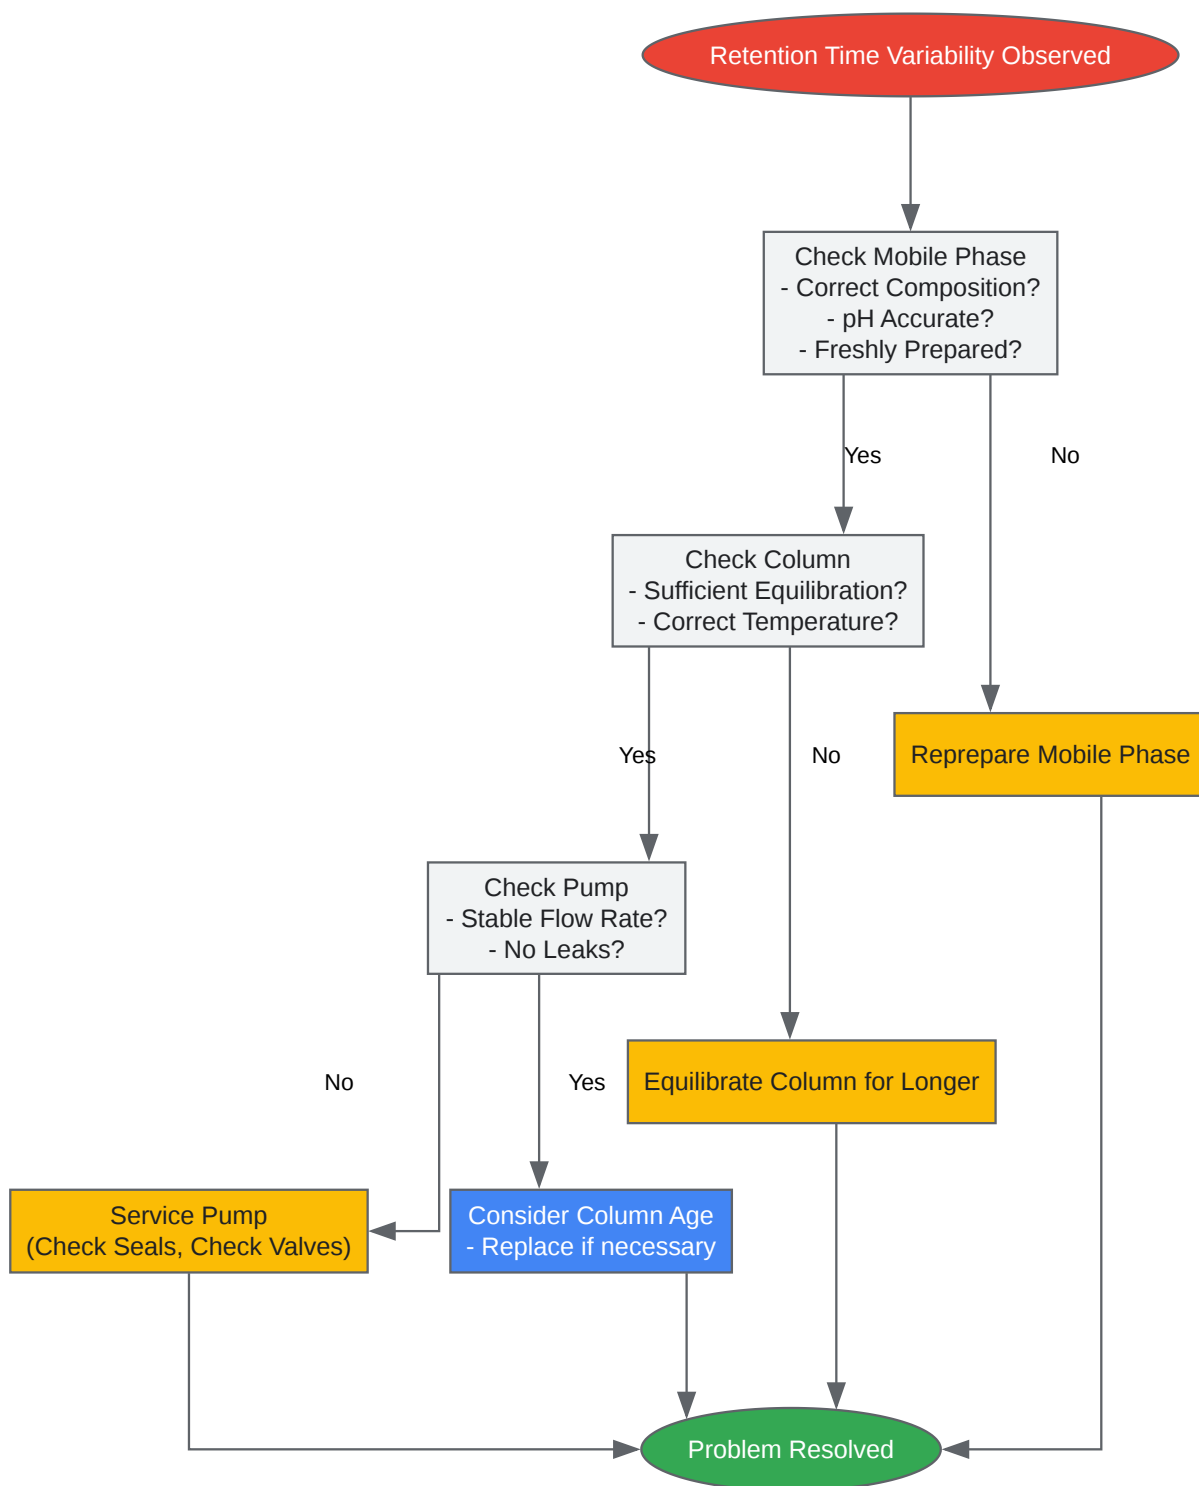 Retention Time Variability Observed
Check Mobile Phase
- Correct Composition?
- pH Accurate?
- Freshly Prepared?
Yes
No
Check Column
- Sufficient Equilibration?
- Correct Temperature?
Yes
No
Reprepare Mobile Phase
Check Pump
- Stable Flow Rate?
- No Leaks?
No
Yes
Equilibrate Column for Longer
Service Pump
(Check Seals, Check Valves)
Consider Column Age
- Replace if necessary
Problem Resolved